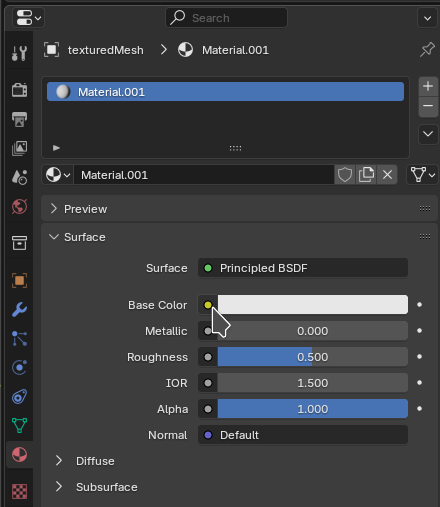 Search
texturedMesh Material.001
Material.001
Material.001
Preview
Surface
Surface Principled BSDF
Base Color
Metallic 0.000
Roughness 0.500
IOR 1.500
Alpha 1.000
Normal Default
Diffuse
Subsurface